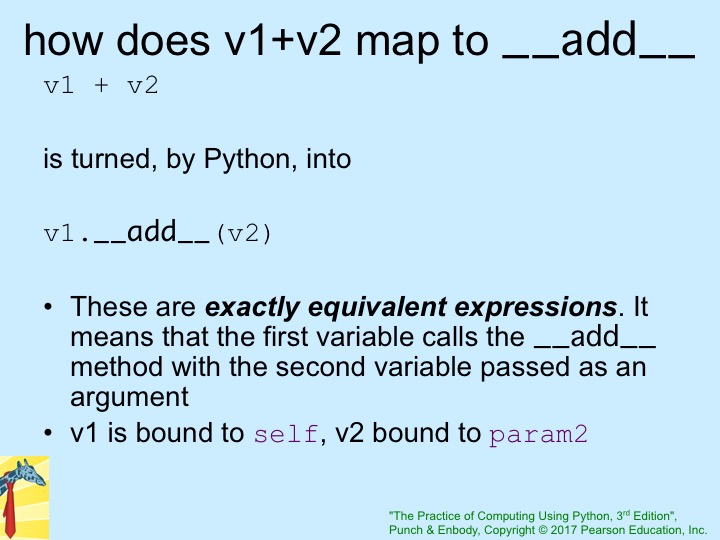 how does v1+v2 map to __add__
v1 + v2
is turned, by Python, into
v1.__add__(v2)
• These are exactly equivalent expressions. It
means that the first variable calls the __add__
method with the second variable passed as an
argument
• v1 is bound to self, v2 bound to param2
"The Practice of Computing Using Python, 3rd Edition",
Punch & Enbody, Copyright © 2017 Pearson Education, Inc.